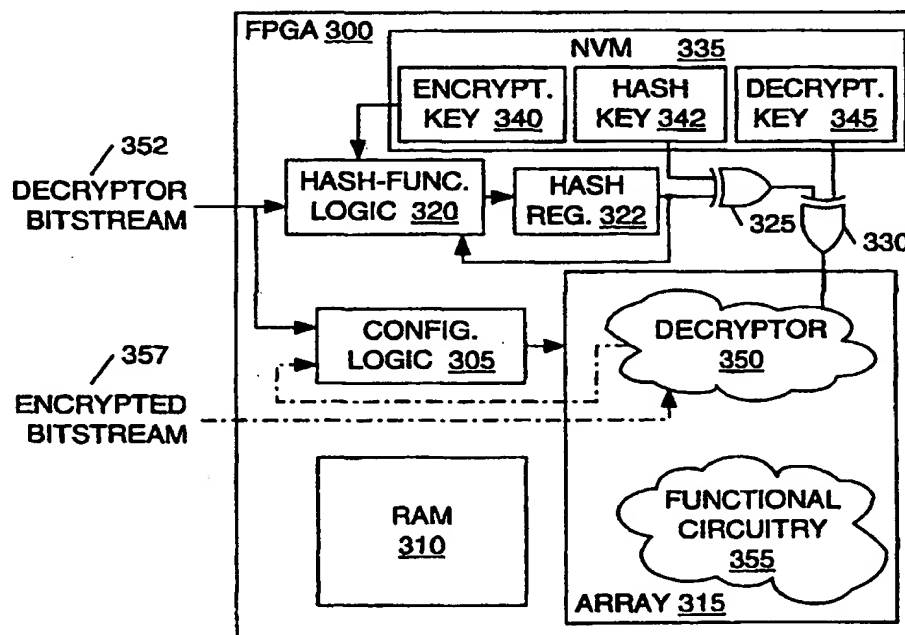 FPGA 300
NVM 335
ENCRYPT.
KEY 340
HASH
KEY 342
DECRYPT.
KEY 345
352
DECRYPTOR
BITSTREAM
HASH-FUNC.
LOGIC 320
HASH
REG. 322
325
330
CONFIG.
LOGIC 305
DECRYPTOR
350
357
ENCRYPTED
BITSTREAM
RAM
310
FUNCTIONAL
CIRCUITRY
355
ARRAY 315